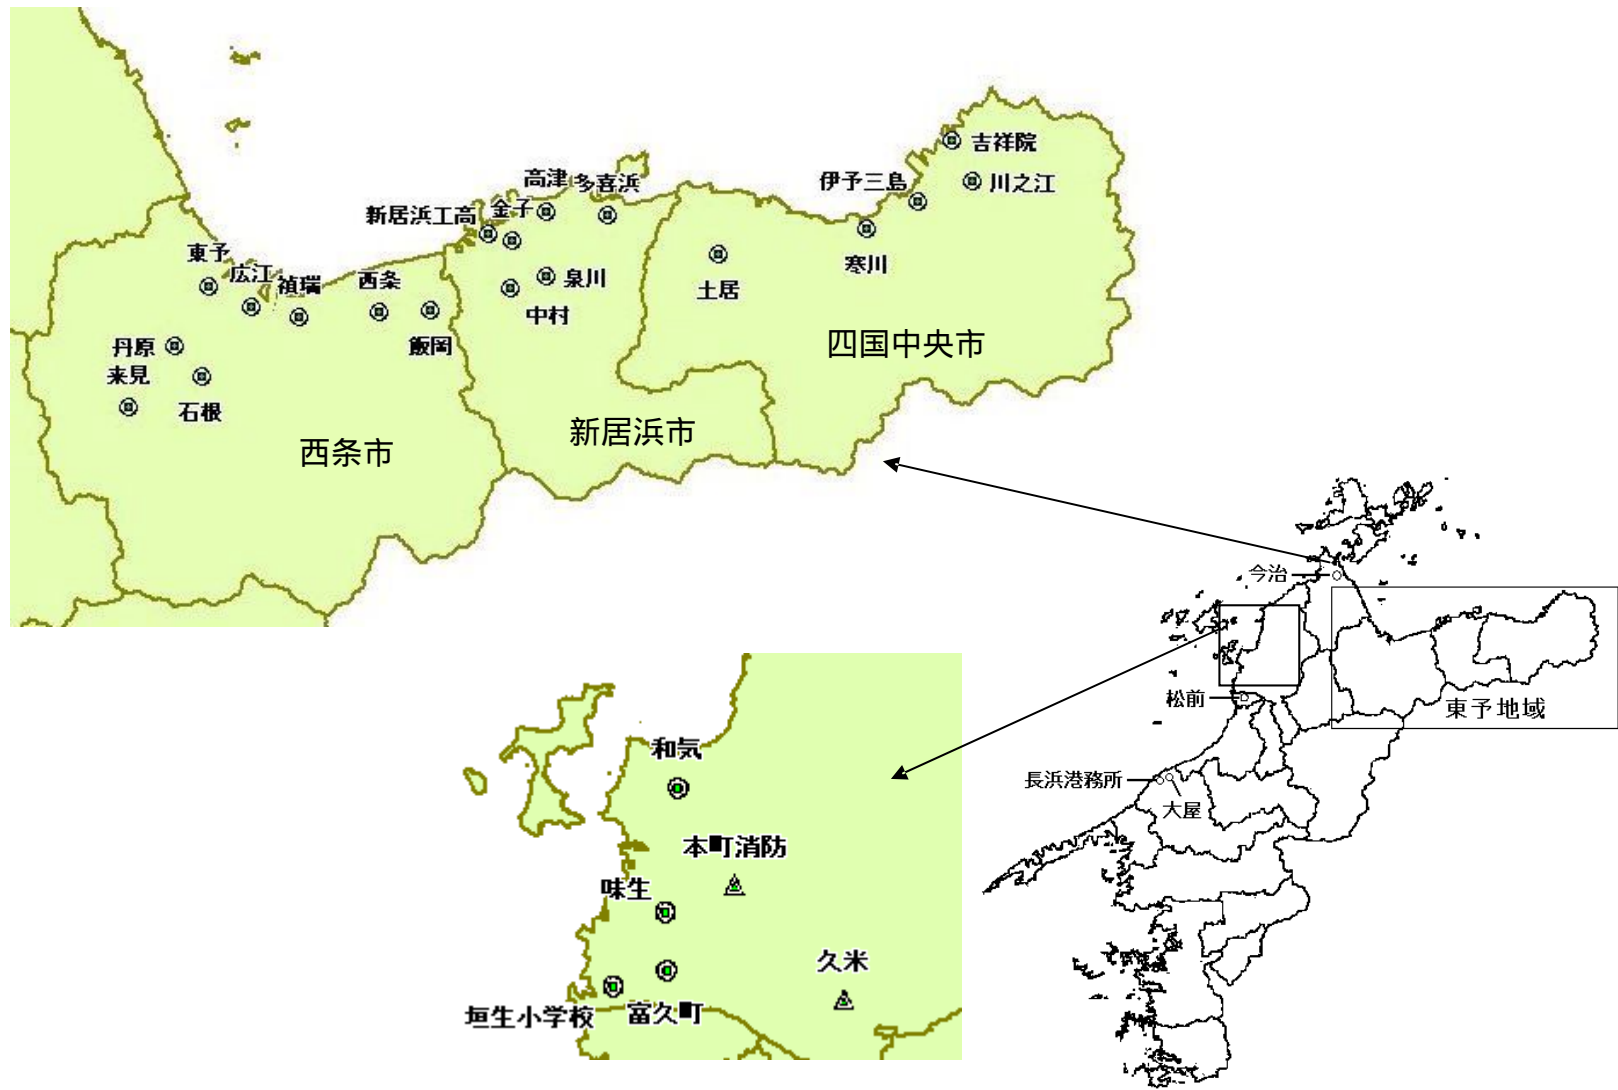 吉祥院
川之江
伊予三島
高津
多喜浜
金子
新居浜工高
東予
広江
禎瑞
西条
泉川
中村
土居
寒川
飯岡
丹原
来見
石根
四国中央市
新居浜市
西条市
今治
松前
東予地域
長浜港務所
大屋
和気
本町消防
味生
久米
垣生小学校
富久町